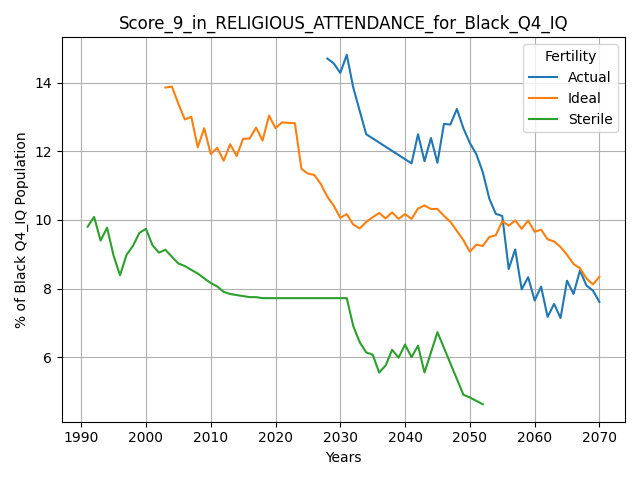 Score_9_in_RELIGIOUS_ATTENDANCE_for_Black_Q4_IQ
Fertility
Actual
Ideal
Sterile
% of Black Q4_IQ Population
14
12
10
8
6
1990
2000
2010
2020
2030
2040
2050
2060
2070
Years